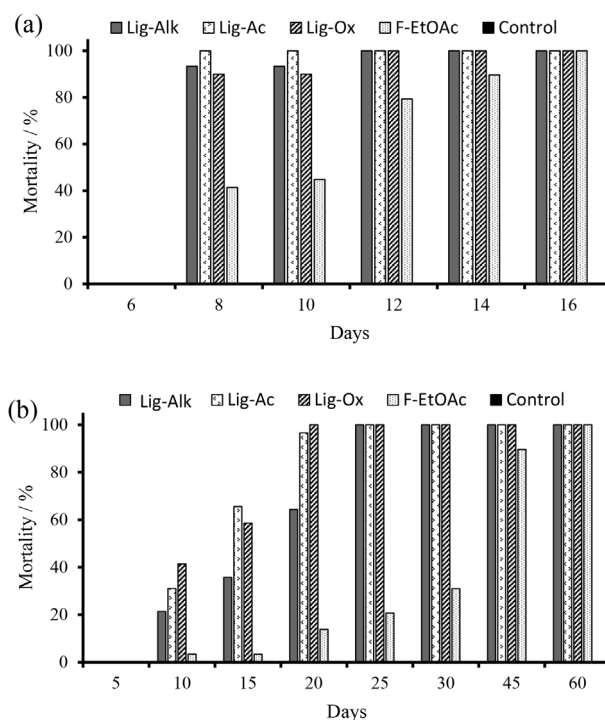 (a)
Lig-Alk Lig-Ac Lig-Ox F-EtOAc Control
100
80
60
40
20
0
Mortality / %
6 8 10 12 14 16
Days
(b)
Lig-Alk Lig-Ac Lig-Ox F-EtOAc Control
100
80
60
40
20
0
Mortality / %
5 10 15 20 25 30 45 60
Days